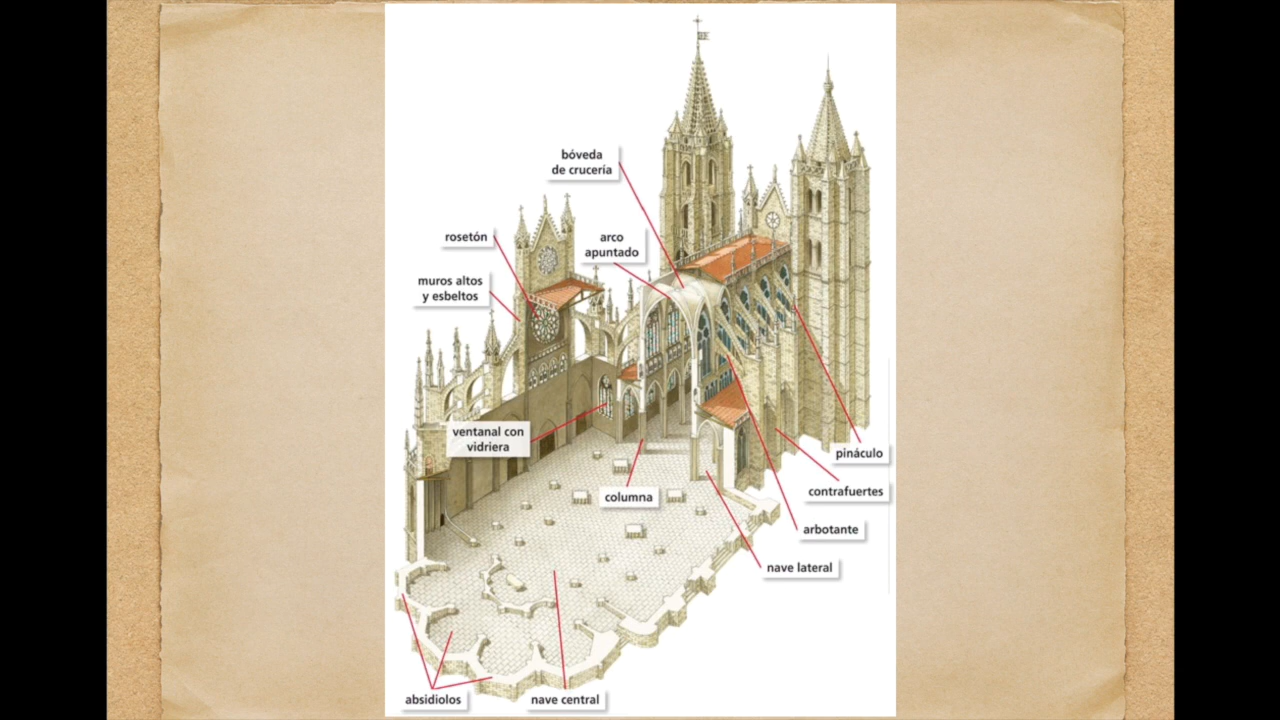 bóveda
de crucería
rosetón
arco
apuntado
muros altos
y esbeltos
ventanal con
vidriera
pináculo
columna
contrafuertes
arbotante
nave lateral
absidiolos
nave central